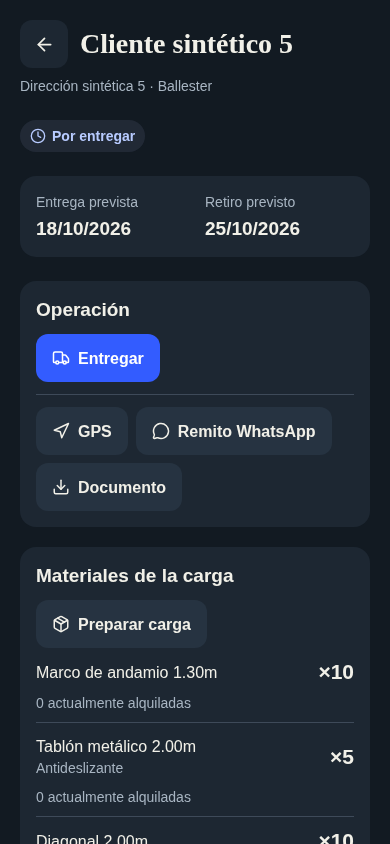 Cliente sintético 5
Dirección sintética 5 · Ballester
Por entregar
Entrega prevista
Retiro previsto
18/10/2026
25/10/2026
Operación
Entregar
GPS
Remito WhatsApp
Documento
Materiales de la carga
Preparar carga
Marco de andamio 1.30m
×10
0 actualmente alquiladas
Tablón metálico 2.00m
×5
Antideslizante
0 actualmente alquiladas
Diagonal 2.00m
×10